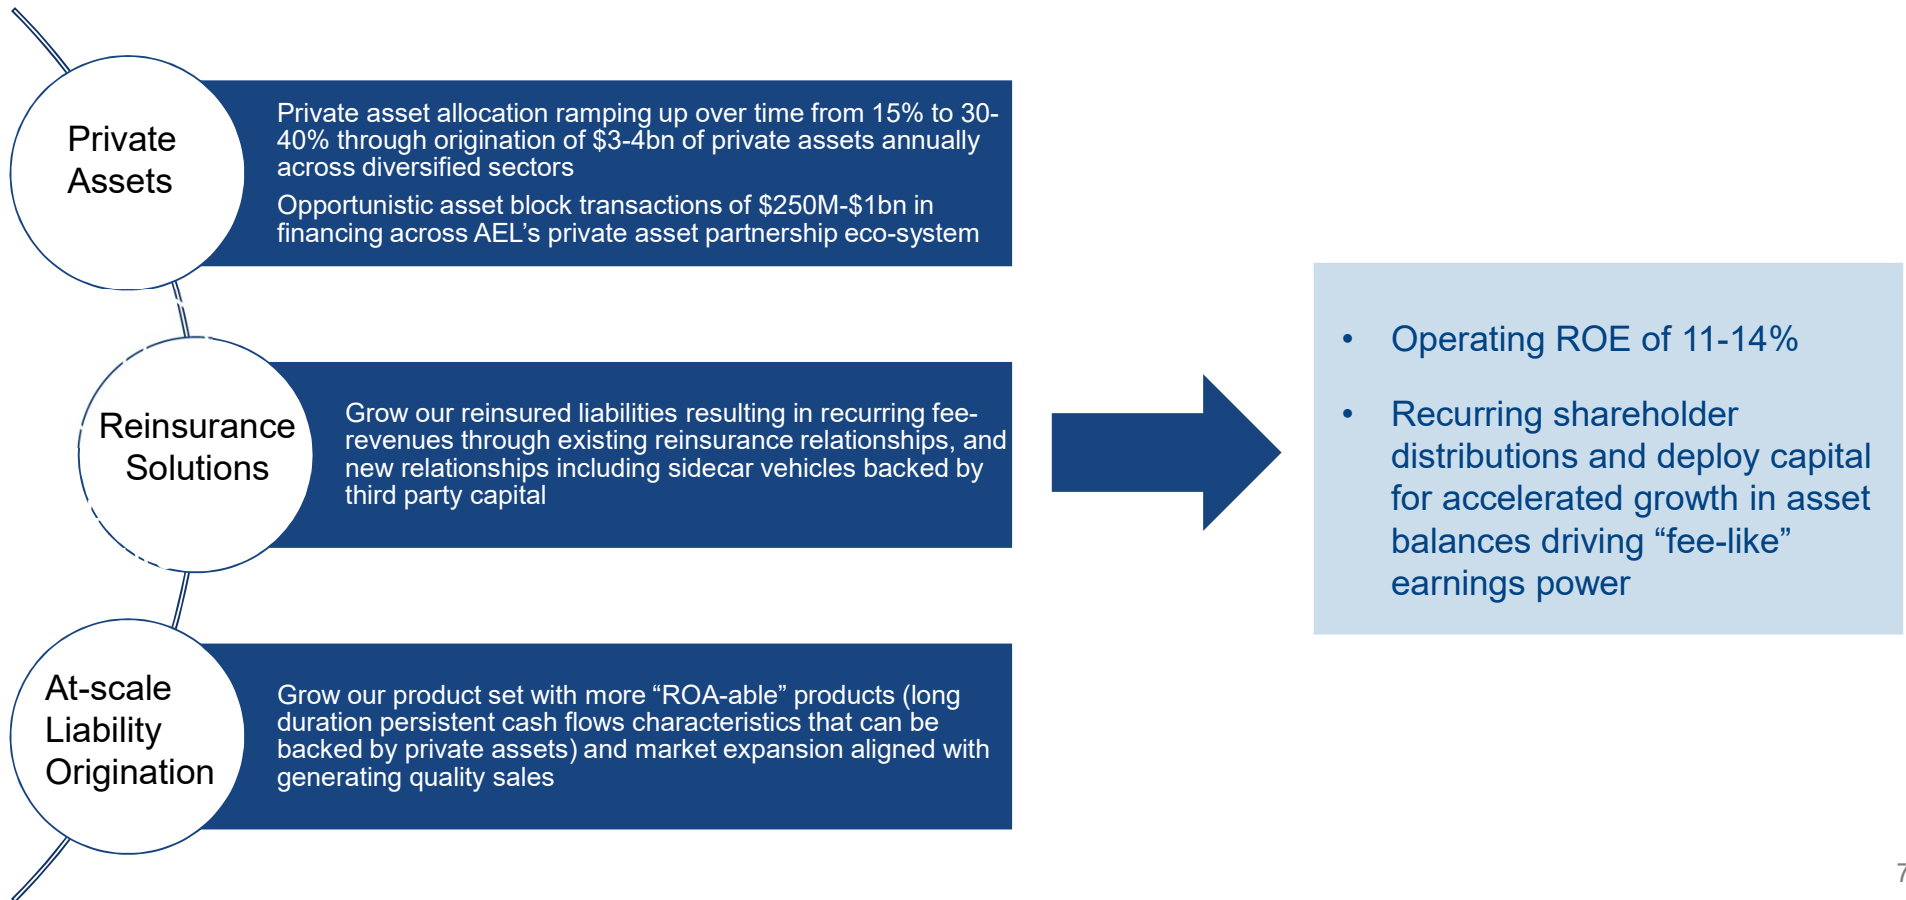 Private
Assets
Private asset allocation ramping up over time from 15% to 30-
40% through origination of $3-4bn of private assets annually
across diversified sectors
Opportunistic asset block transactions of $250M-$1bn in
financing across AEL’s private asset partnership eco-system
Reinsurance
Solutions
Grow our reinsured liabilities resulting in recurring fee-
revenues through existing reinsurance relationships, and
new relationships including sidecar vehicles backed by
third party capital
At-scale
Liability
Origination
Grow our product set with more “ROA-able” products (long
duration persistent cash flows characteristics that can be
backed by private assets) and market expansion aligned with
generating quality sales
• Operating ROE of 11-14%
• Recurring shareholder
distributions and deploy capital
for accelerated growth in asset
balances driving “fee-like”
earnings power
7